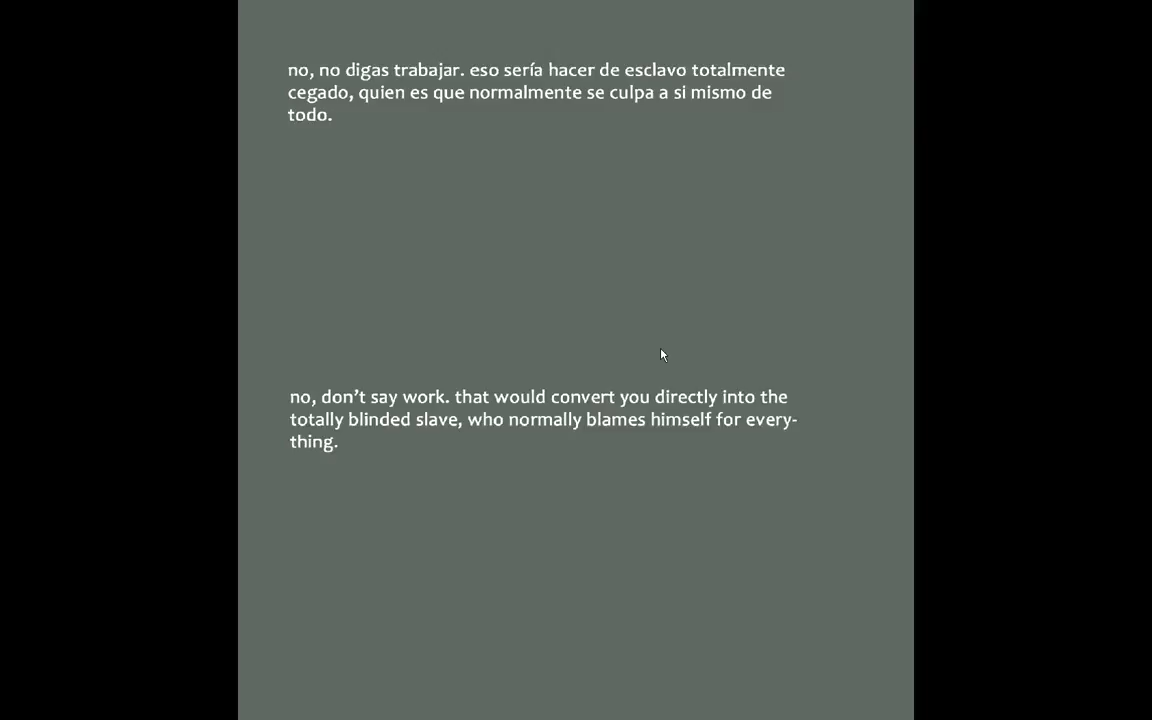 no, no digas trabajar. eso sería hacer de esclavo totalmente
cegado, quien es que normalmente se culpa a si mismo de
todo.
no, don’t say work. that would convert you directly into the
totally blinded slave, who normally blames himself for every-
thing.